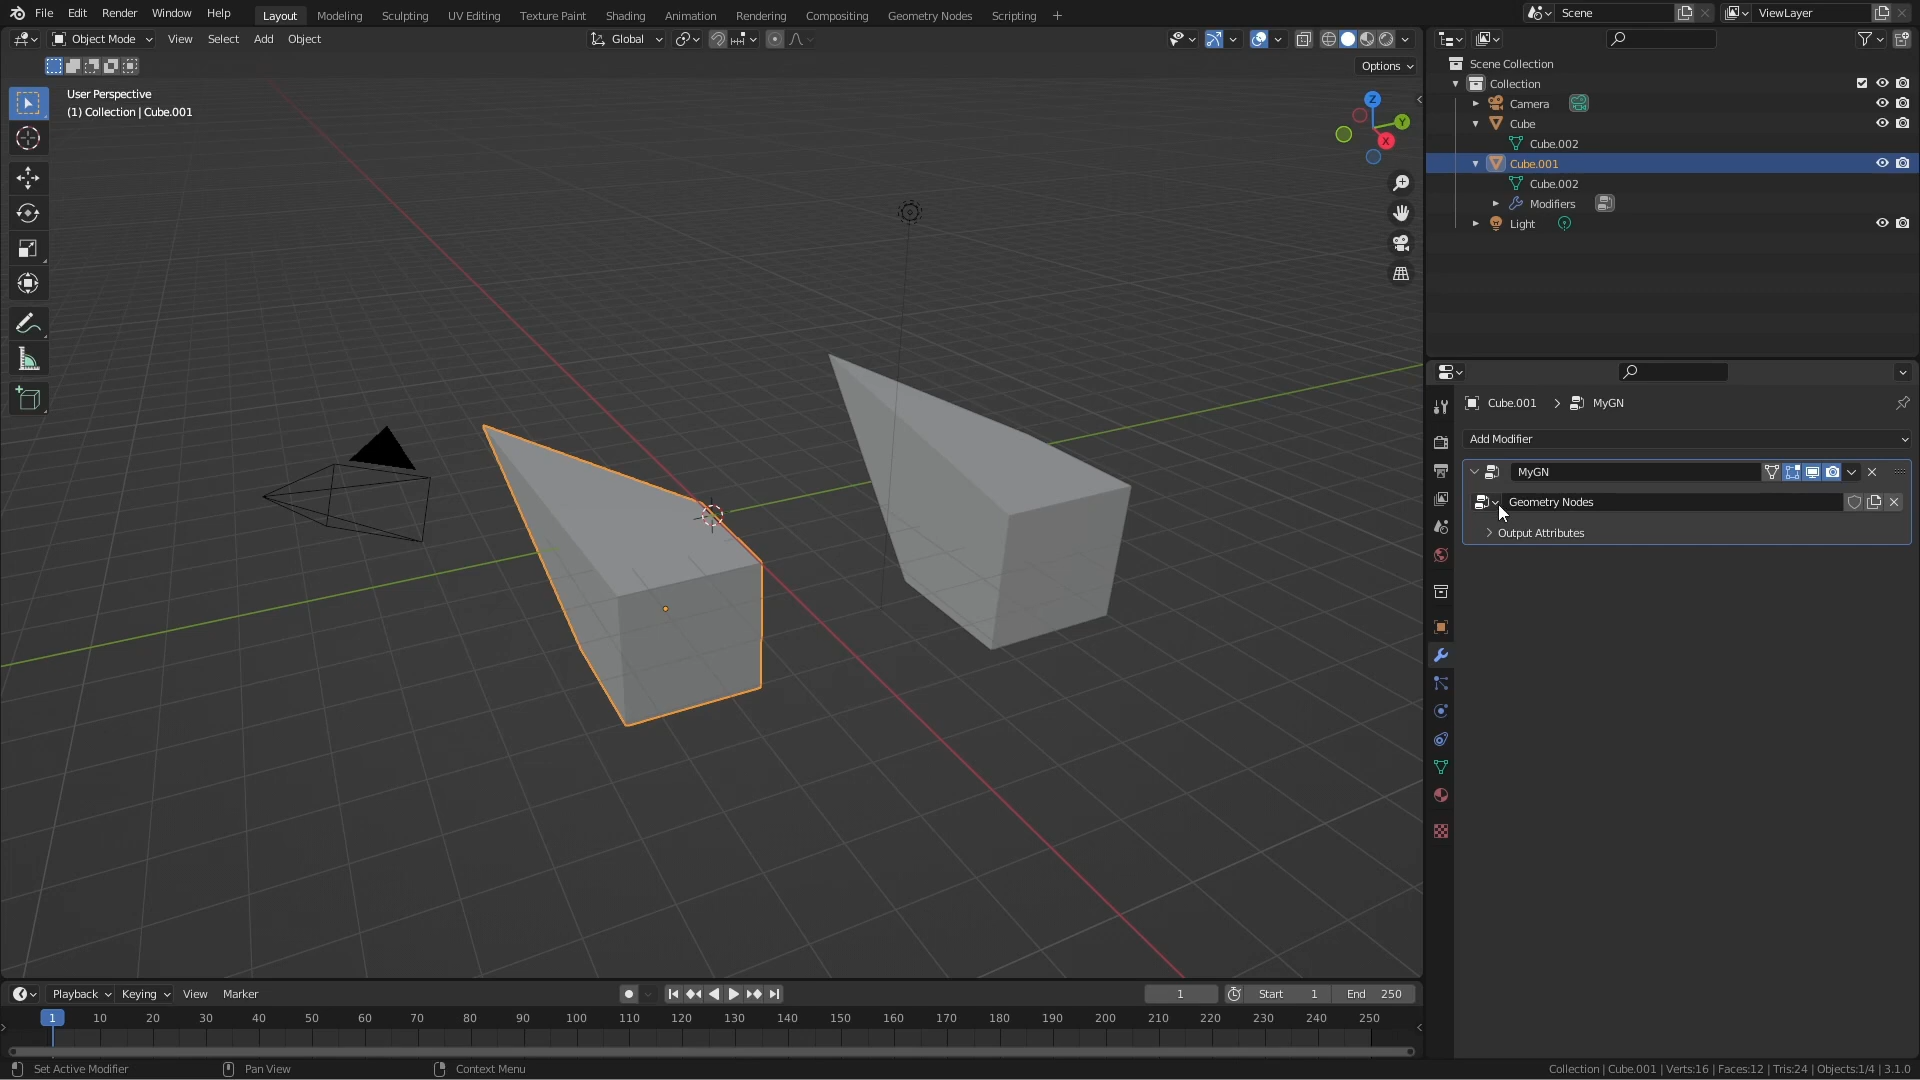 File Edit Render Window Help
Layout Modeling Sculpting UV Editing Texture Paint Shading Animation Rendering Compositing Geometry Nodes Scripting +
Scene
ViewLayer
Object Mode View Select Add Object
Global
Options
User Perspective
(1) Collection | Cube.001
Z
Y
X
Scene Collection
Collection
Camera
Cube
Cube.002
Cube.001
Cube.002
Modifiers
Light
Cube.001 > MyGN
Add Modifier
MyGN
Geometry Nodes
Output Attributes
Playback Keying View Marker
1
Start 1
End 250
1 10 20 30 40 50 60 70 80 90 100 110 120 130 140 150 160 170 180 190 200 210 220 230 240 250
Set Active Modifier
Pan View
Context Menu
Collection | Cube.001 | Verts:16 | Faces:12 | Tris:24 | Objects:1/4 | 3.1.0